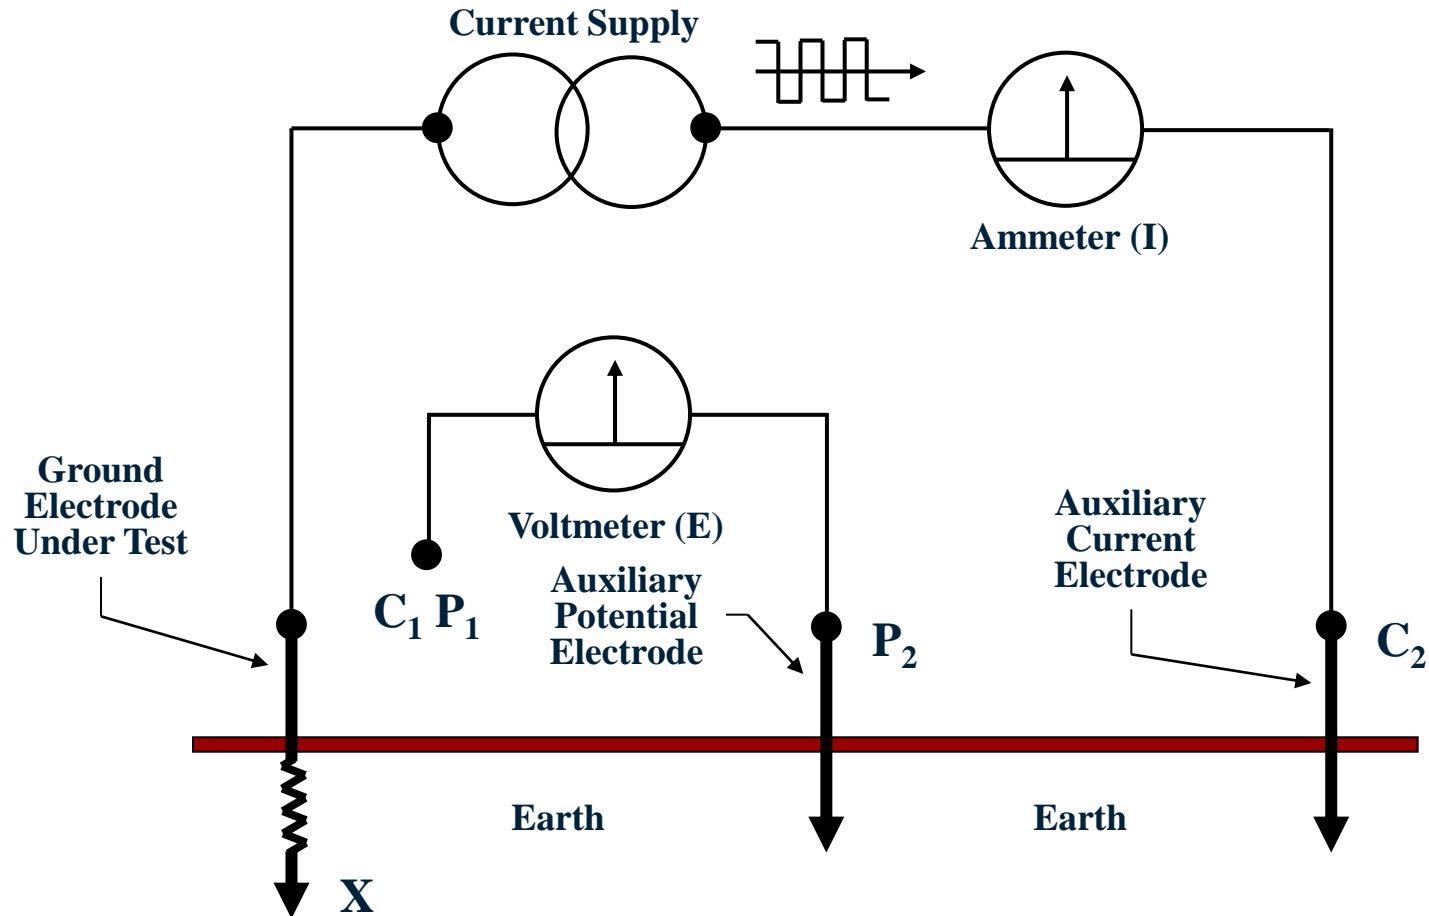 Current Supply
Ammeter (I)
Ground
Electrode
Under Test
Voltmeter (E)
C₁ P₁
Auxiliary
Potential
Electrode
P₂
Auxiliary
Current
Electrode
C₂
Earth
Earth
X